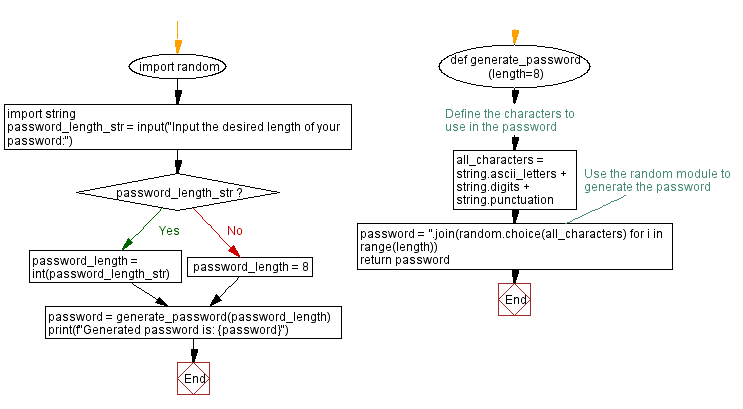 import random
import string
password_length_str = input("Input the desired length of your
password:")
password_length_str ?
Yes
No
password_length =
int(password_length_str)
password_length = 8
password = generate_password(password_length)
print(f"Generated password is: {password}")
End
def generate_password
(length=8)
Define the characters to
use in the password
all_characters =
string.ascii_letters +
string.digits +
string.punctuation
Use the random module to
generate the password
password = ''.join(random.choice(all_characters) for i in
range(length))
return password
End